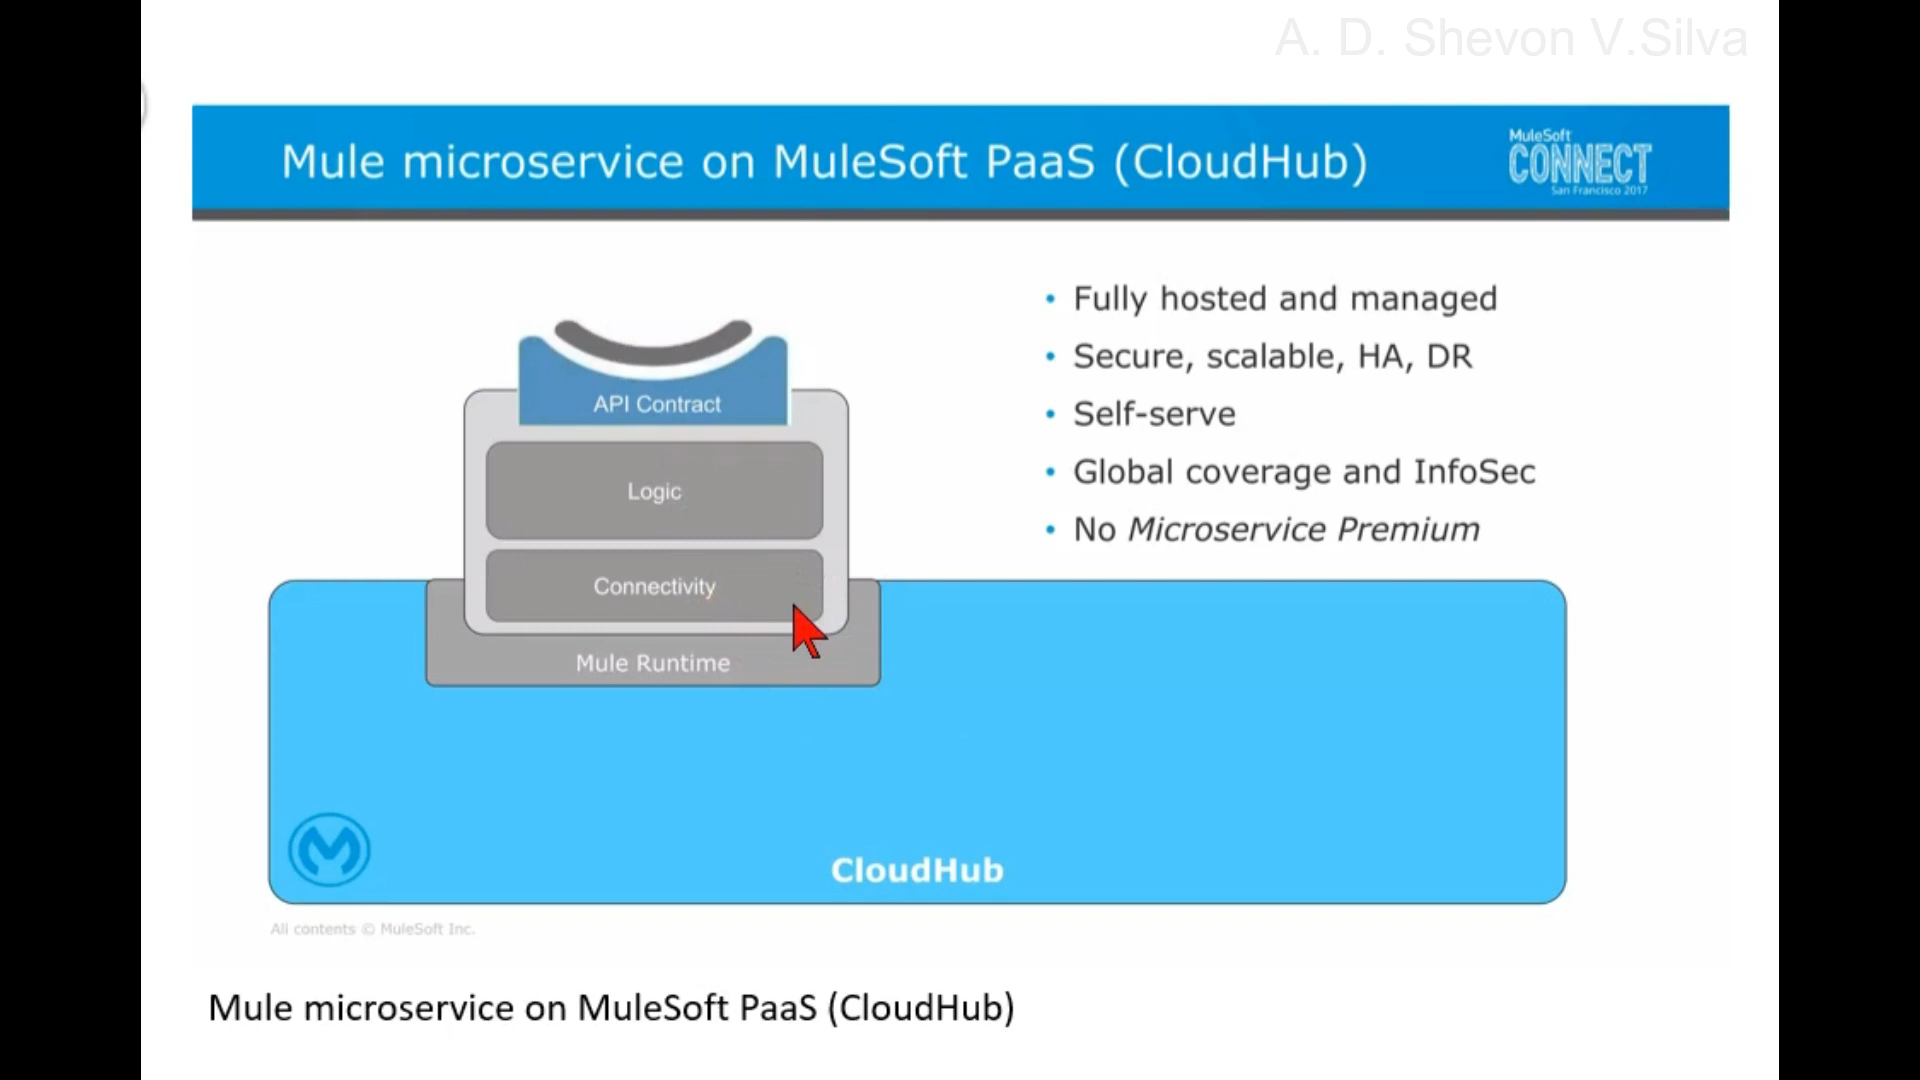 A. D. Shevon V.Silva
Mule microservice on MuleSoft PaaS (CloudHub)
MuleSoft
CONNECT
San Francisco 2017
• Fully hosted and managed
• Secure, scalable, HA, DR
• Self-serve
• Global coverage and InfoSec
• No Microservice Premium
API Contract
Logic
Connectivity
Mule Runtime
CloudHub
All contents © MuleSoft Inc.
Mule microservice on MuleSoft PaaS (CloudHub)